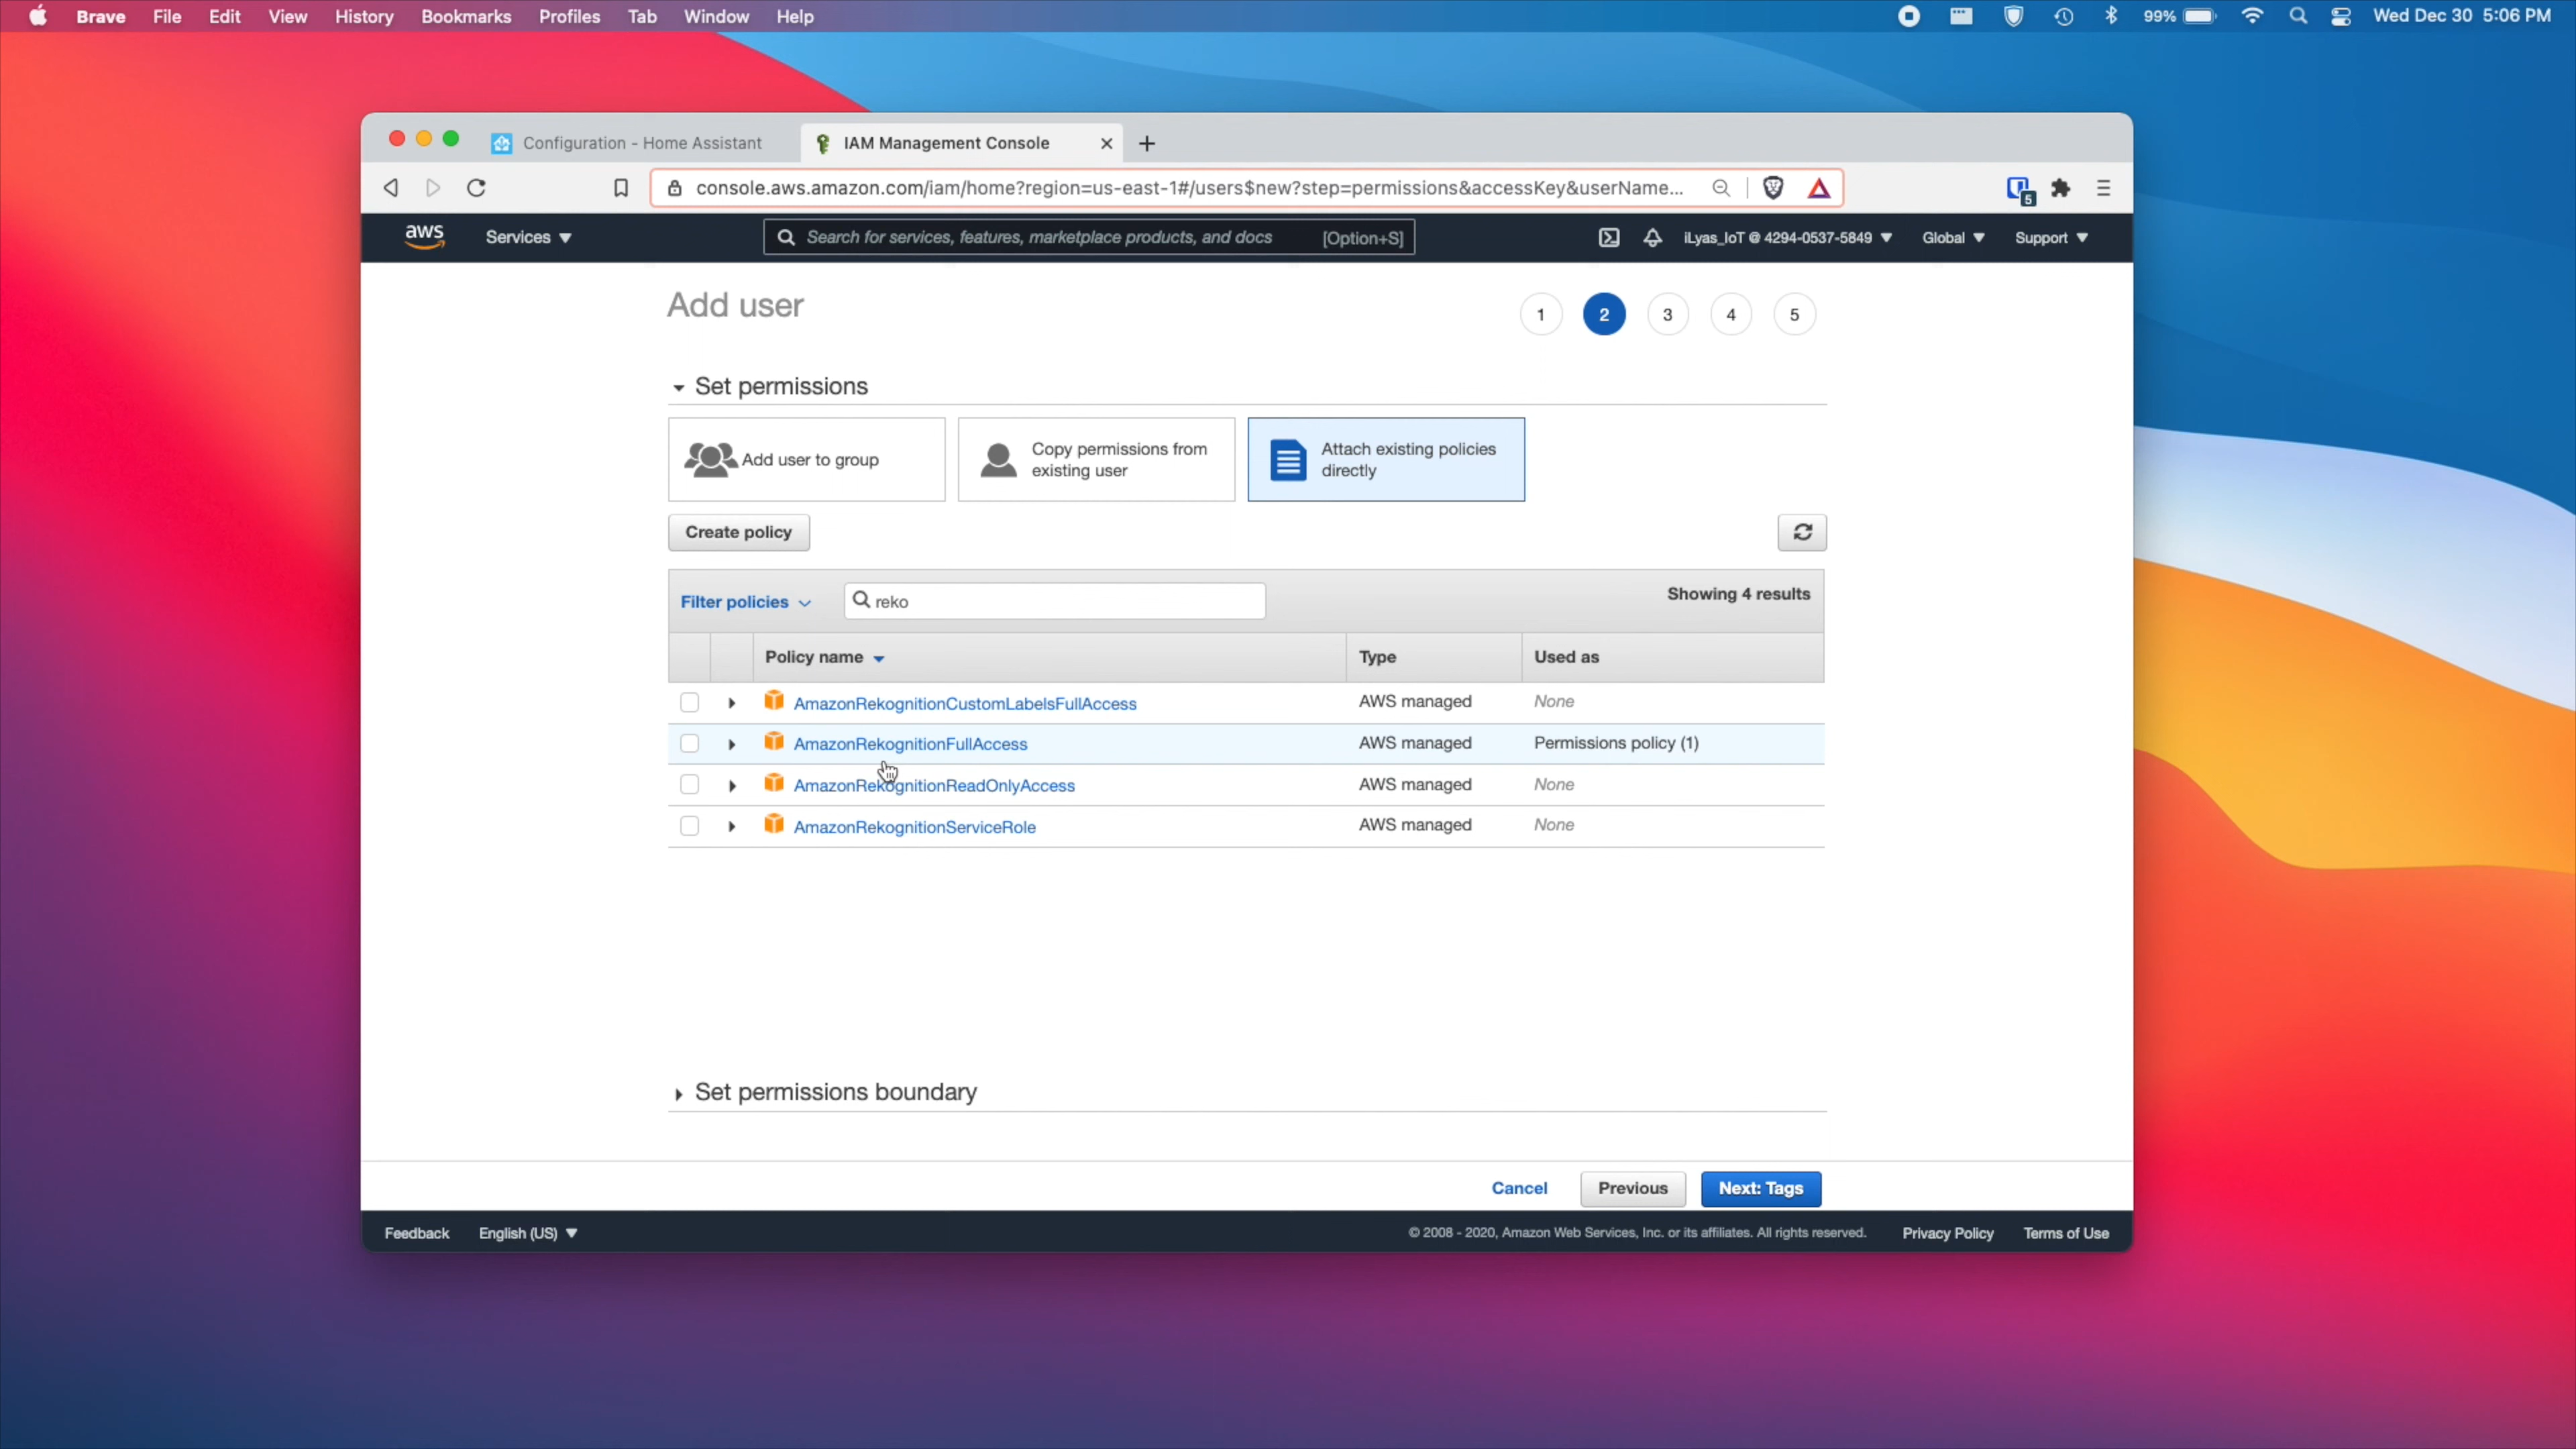 Brave File Edit View History Bookmarks Profiles Tab Window Help 99% Wed Dec 30 5:06 PM
Configuration - Home Assistant IAM Management Console
console.aws.amazon.com/iam/home?region=us-east-1#/users$new?step=permissions&accessKey&userName... 5
aws Services Search for services, features, marketplace products, and docs [Option+S] iLyas_IoT @ 4294-0537-5849 Global Support
Add user 1 2 3 4 5
Set permissions
Add user to group
Copy permissions from
existing user
Attach existing policies
directly
Create policy
Filter policies reko Showing 4 results
Policy name Type Used as
AmazonRekognitionCustomLabelsFullAccess AWS managed None
AmazonRekognitionFullAccess AWS managed Permissions policy (1)
AmazonRekognitionReadOnlyAccess AWS managed None
AmazonRekognitionServiceRole AWS managed None
Set permissions boundary
Cancel Previous Next: Tags
Feedback English (US) © 2008 - 2020, Amazon Web Services, Inc. or its affiliates. All rights reserved. Privacy Policy Terms of Use